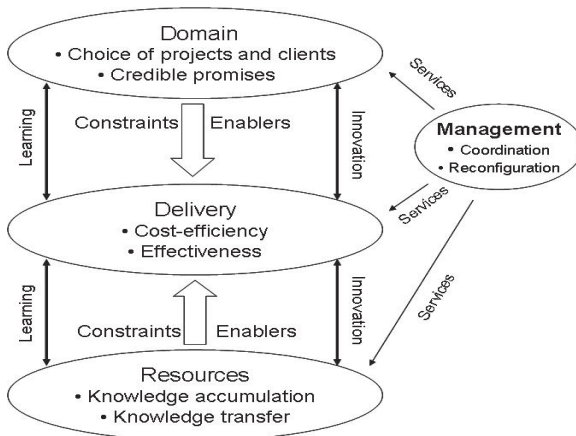 Domain
• Choice of projects and clients
• Credible promises
Services
Learning
Constraints
Enablers
Innovation
Management
• Coordination
• Reconfiguration
Delivery
• Cost-efficiency
• Effectiveness
Services
Learning
Constraints
Enablers
Innovation
Services
Resources
• Knowledge accumulation
• Knowledge transfer